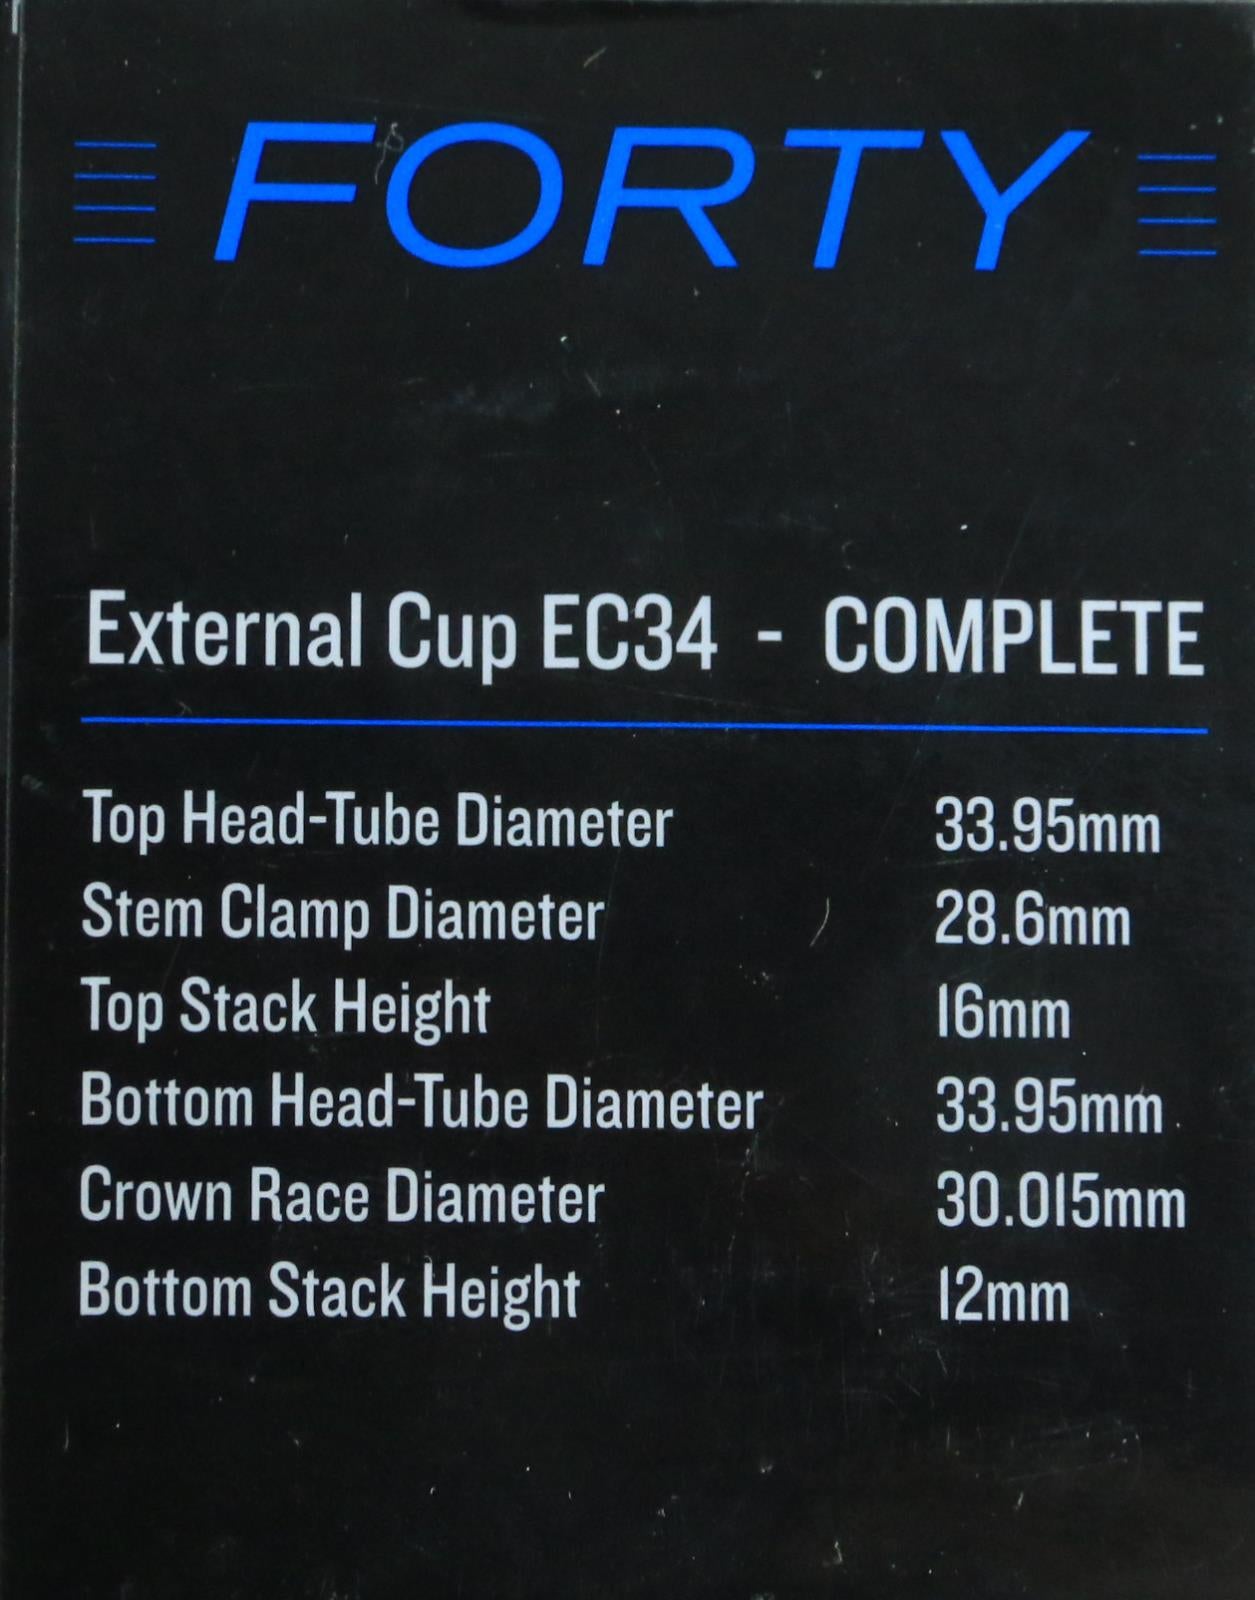 FORTY
External Cup EC34 - COMPLETE
Top Head-Tube Diameter 33.95mm
Stem Clamp Diameter 28.6mm
Top Stack Height 16mm
Bottom Head-Tube Diameter 33.95mm
Crown Race Diameter 30.015mm
Bottom Stack Height 12mm